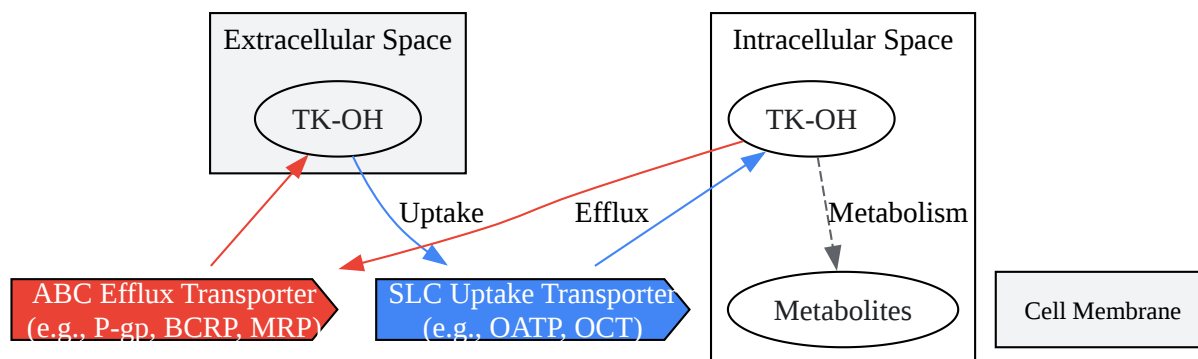 Extracellular Space
Intracellular Space
TK-OH
TK-OH
Uptake
Efflux
Metabolism
ABC Efflux Transporter
(e.g., P-gp, BCRP, MRP)
SLC Uptake Transporter
(e.g., OATP, OCT)
Metabolites
Cell Membrane